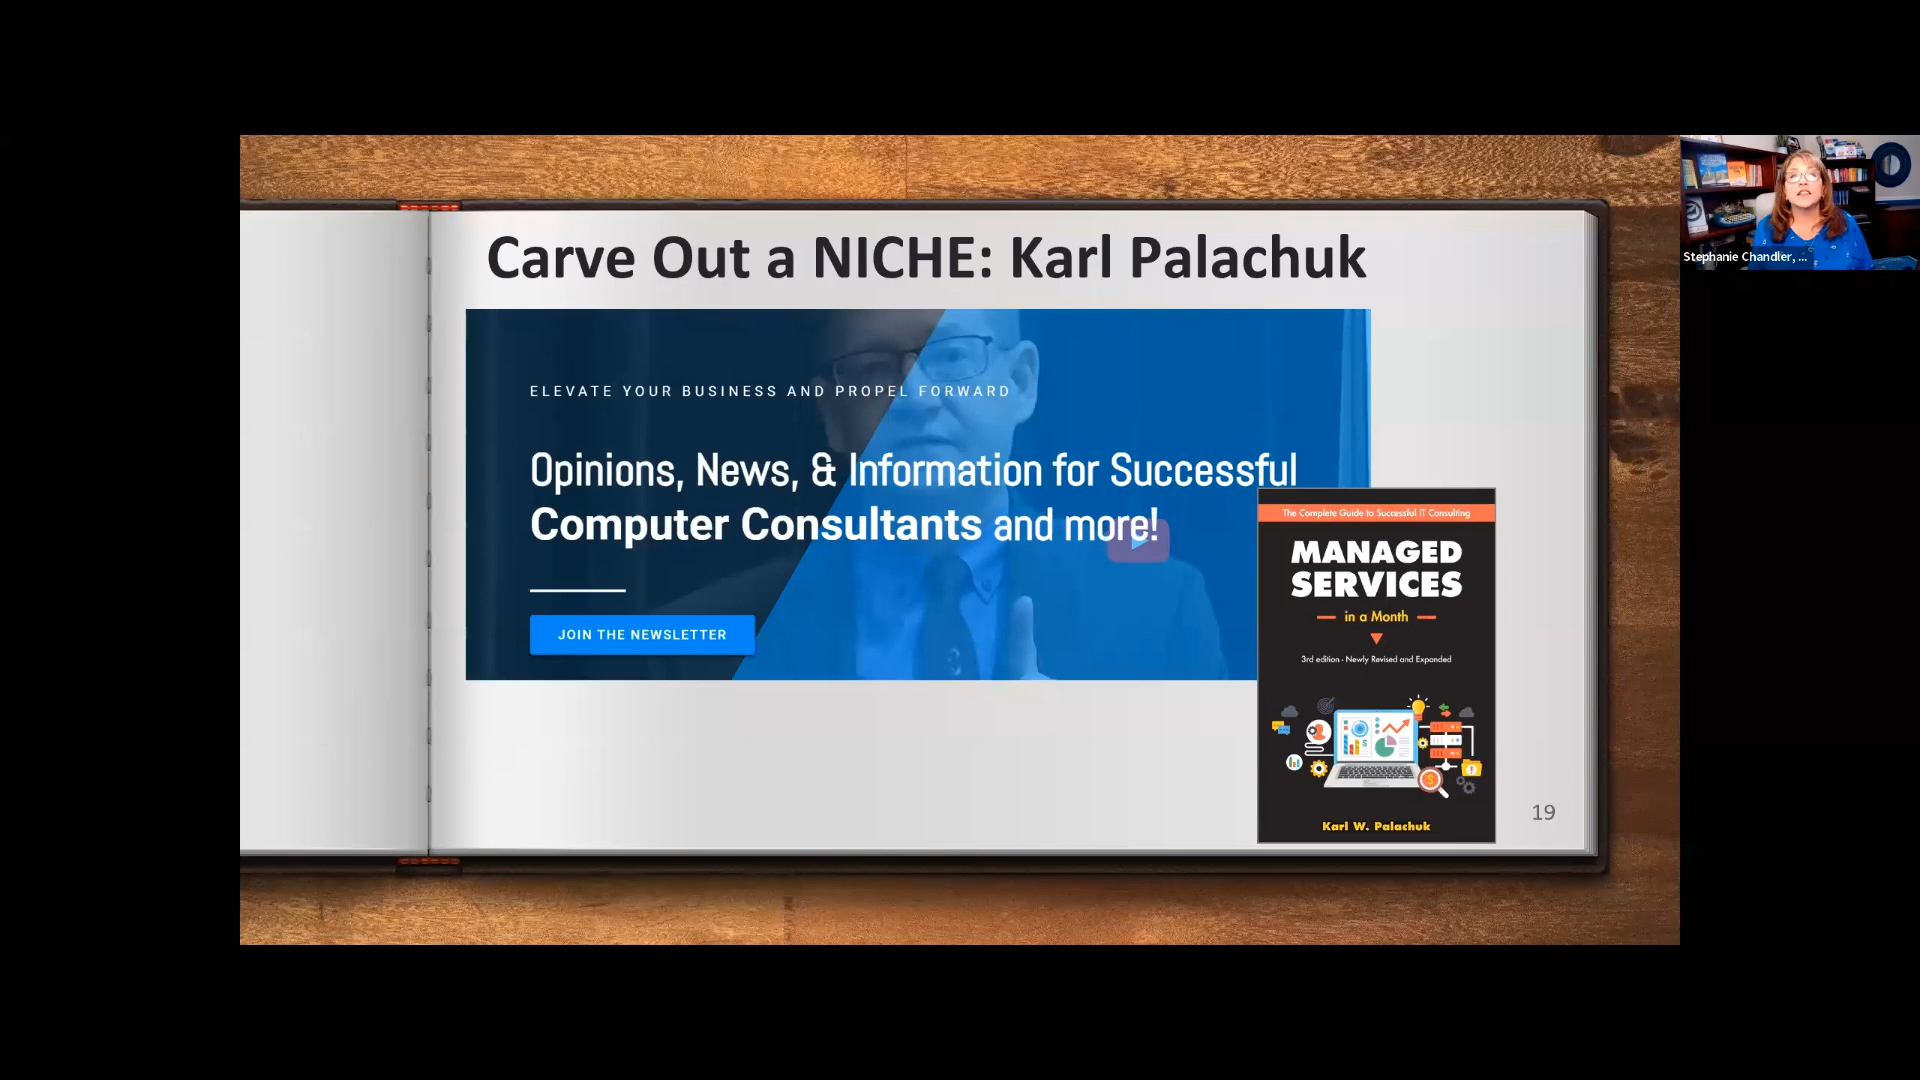 Carve Out a NICHE: Karl Palachuk
ELEVATE YOUR BUSINESS AND PROPEL FORWARD
Opinions, News, & Information for Successful
Computer Consultants and more!
JOIN THE NEWSLETTER
The Complete Guide to Successful IT Consulting
MANAGED
SERVICES
in a Month
3rd edition - Newly Revised and Expanded
Karl W. Palachuk
19
Stephanie Chandler, ...